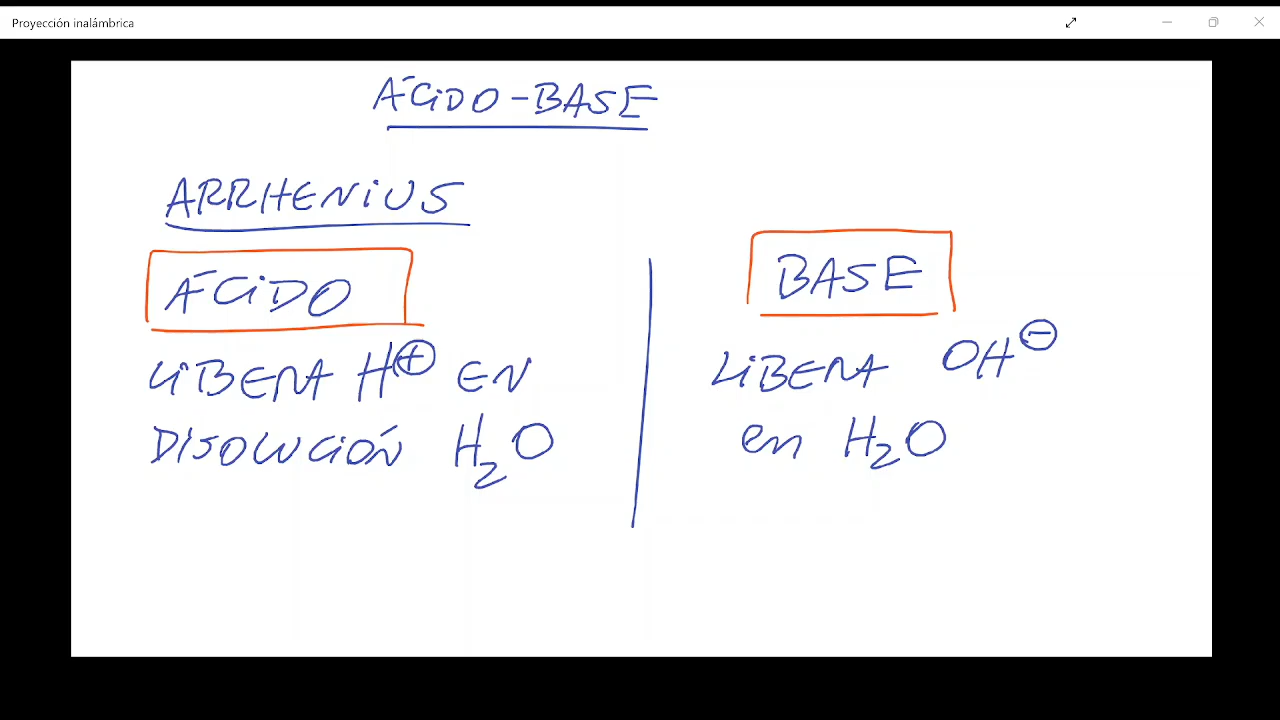 Proyección inalámbrica
ÁCIDO-BASE
ARRHENIUS
ÁCIDO
LIBERA H⊕ EN
DISOLUCIÓN H₂O
BASE
LIBERA OH⊖
en H₂O